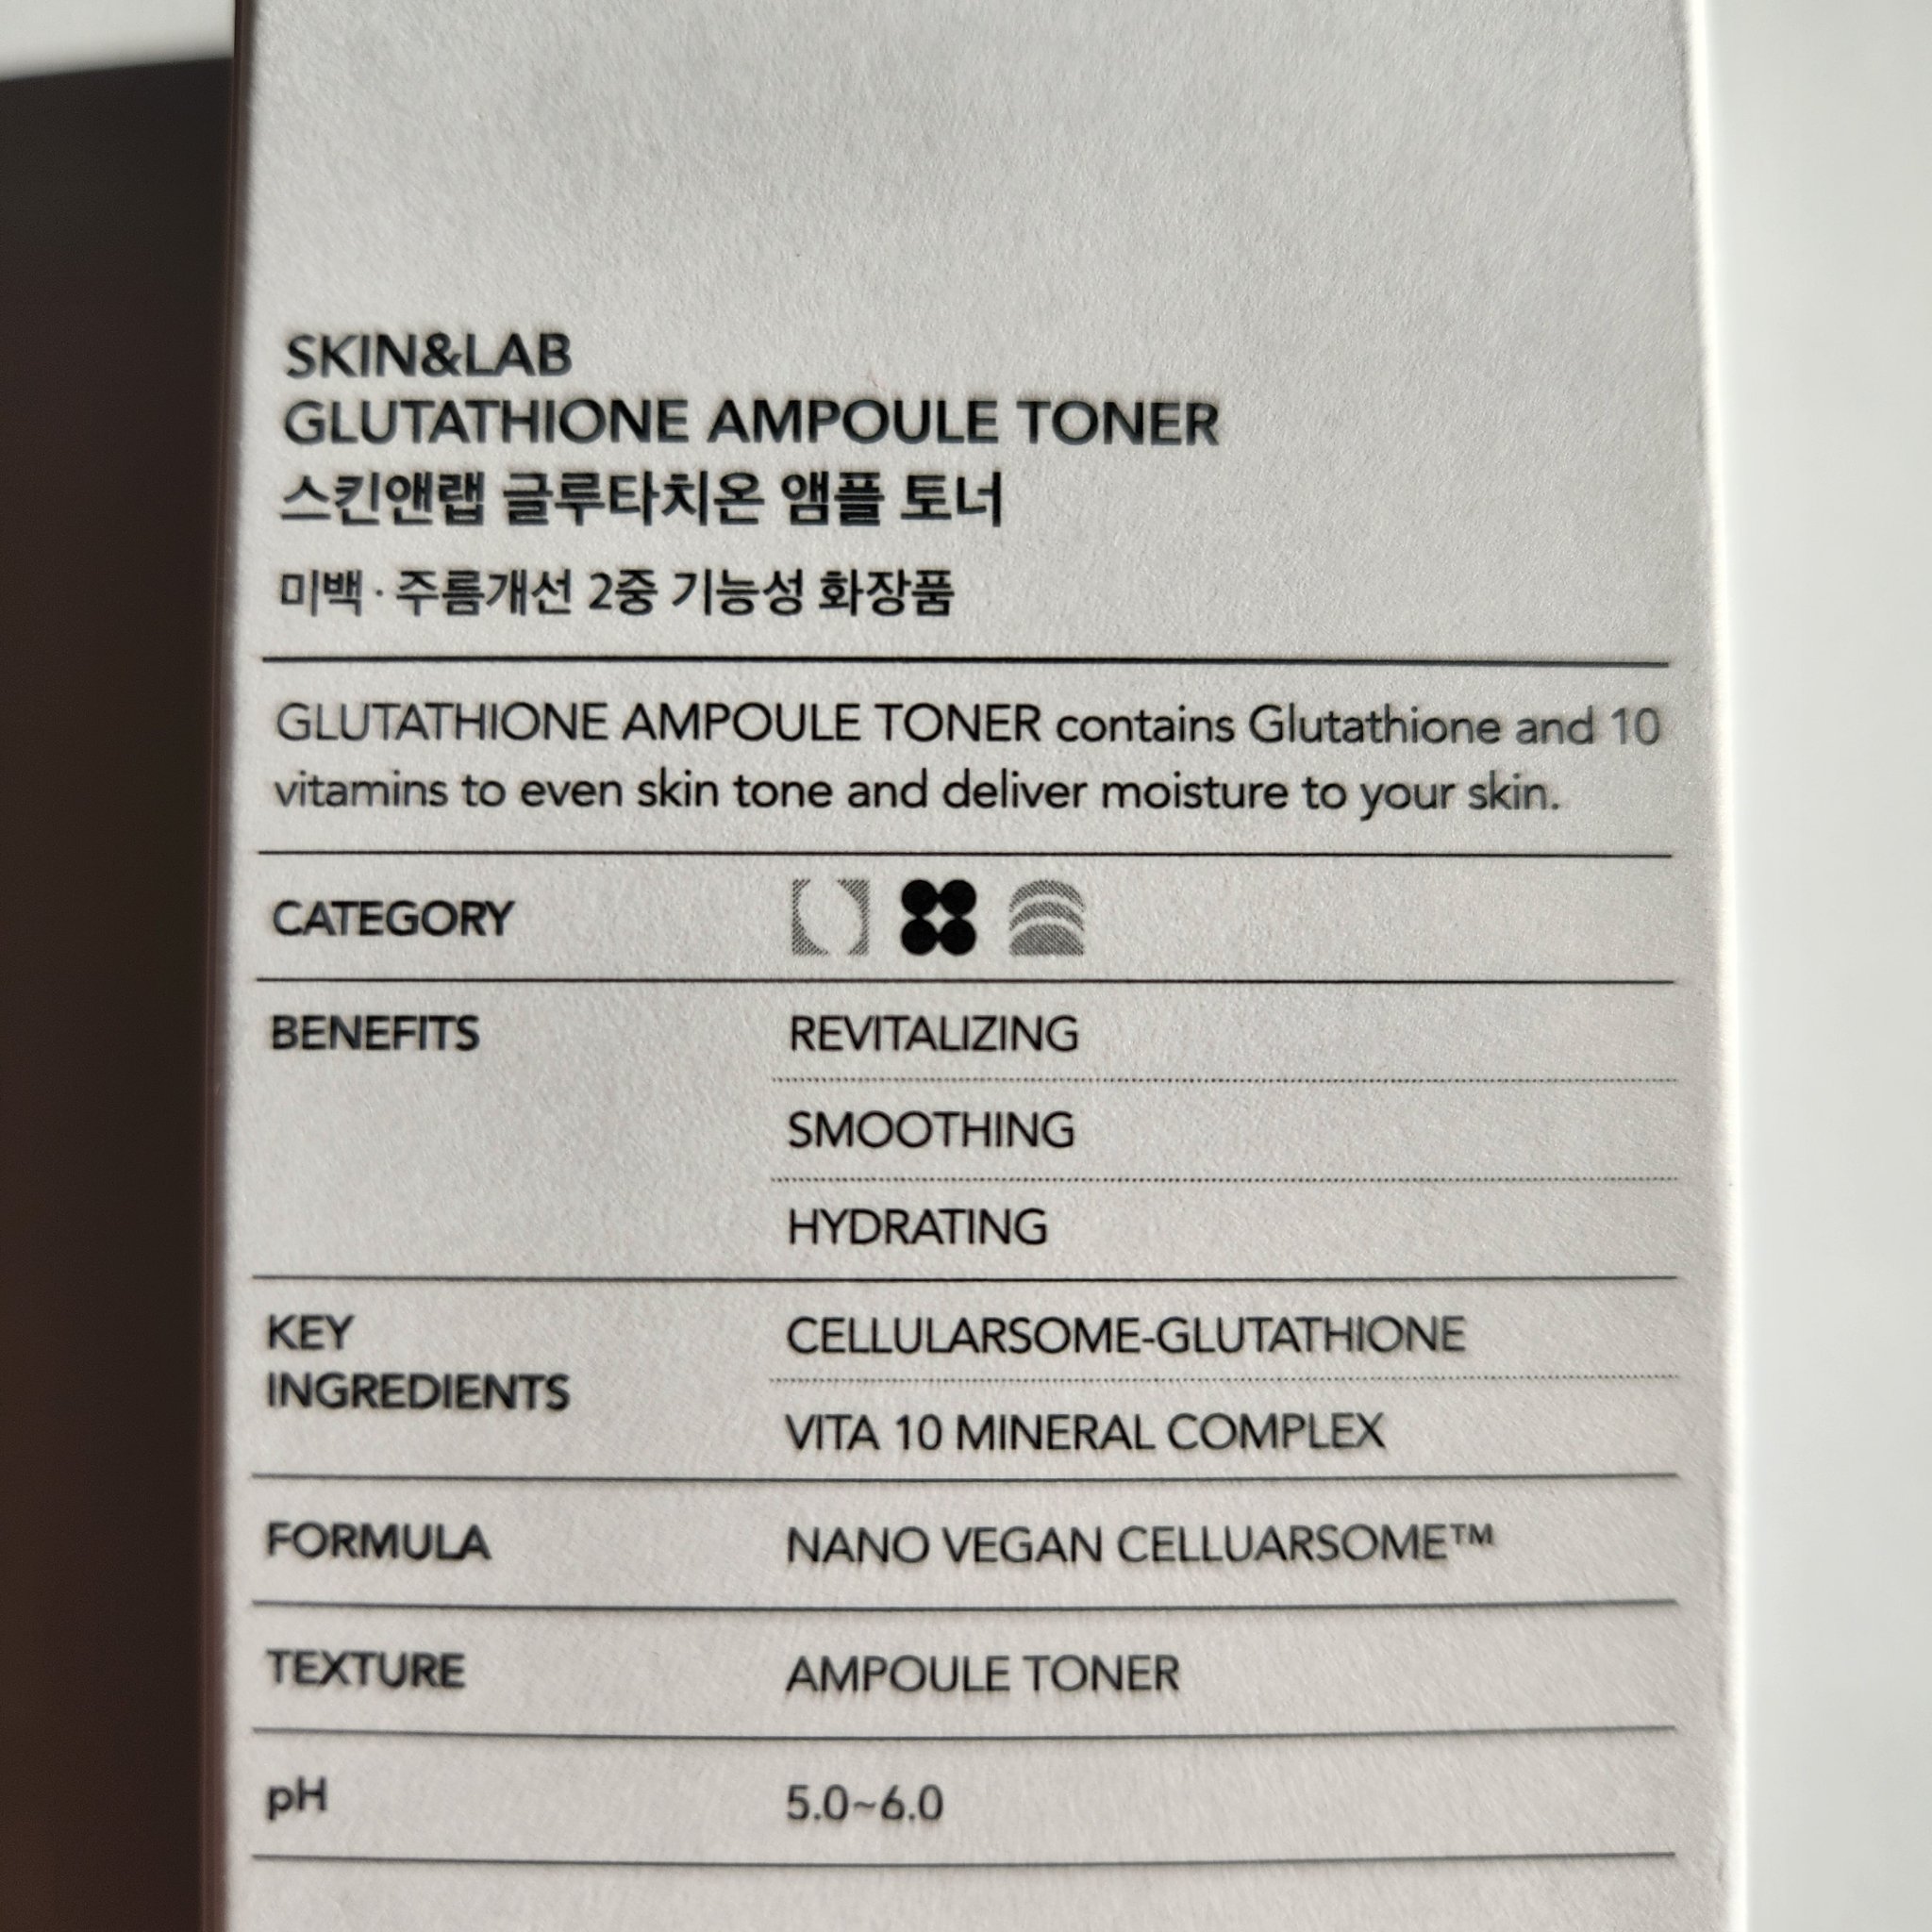 SKIN&LAB
GLUTATHIONE AMPOULE TONER
스킨앤랩 글루타치온 앰플 토너
미백 · 주름개선 2중 기능성 화장품
GLUTATHIONE AMPOULE TONER contains Glutathione and 10
vitamins to even skin tone and deliver moisture to your skin.
CATEGORY
BENEFITS REVITALIZING
SMOOTHING
HYDRATING
KEY CELLULARSOME-GLUTATHIONE
INGREDIENTS
VITA 10 MINERAL COMPLEX
FORMULA NANO VEGAN CELLUARSOME™
TEXTURE AMPOULE TONER
pH 5.0~6.0